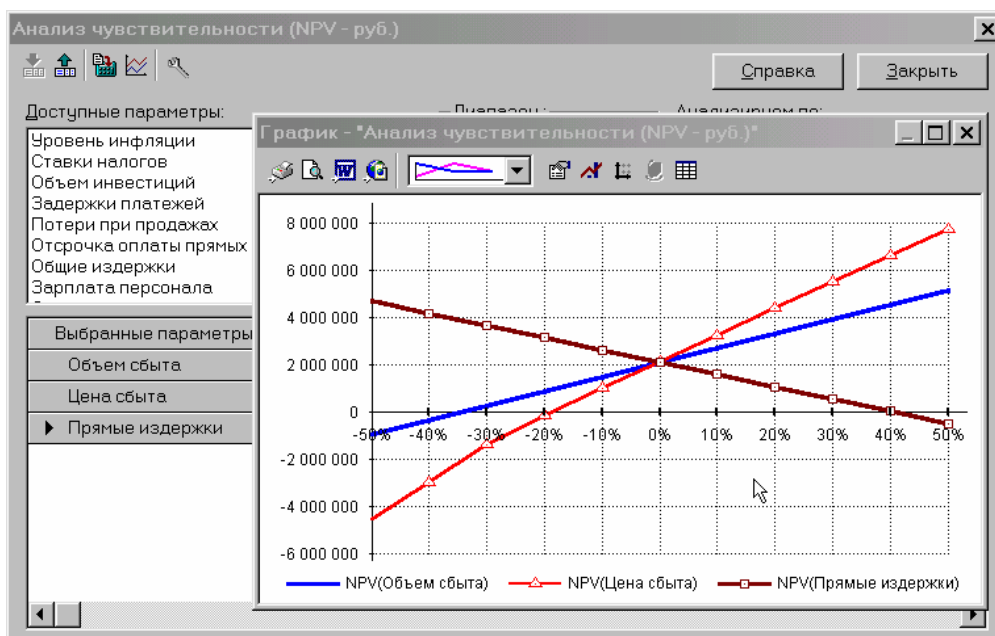 Анализ чувствительности (NPV - руб.)
Справка
Закрыть
Доступные параметры:
Уровень инфляции
Ставки налогов
Объем инвестиций
Задержки платежей
Потери при продажах
Отсрочка оплаты прямых
Общие издержки
Зарплата персонала
Выбранные параметры
Объем сбыта
Цена сбыта
Прямые издержки
График - "Анализ чувствительности (NPV - руб.)"
8 000 000
6 000 000
4 000 000
2 000 000
0
-50% -40% -30% -20% -10% 0% 10% 20% 30% 40% 50%
-2 000 000
-4 000 000
-6 000 000
NPV(Объем сбыта) NPV(Цена сбыта) NPV(Прямые издержки)